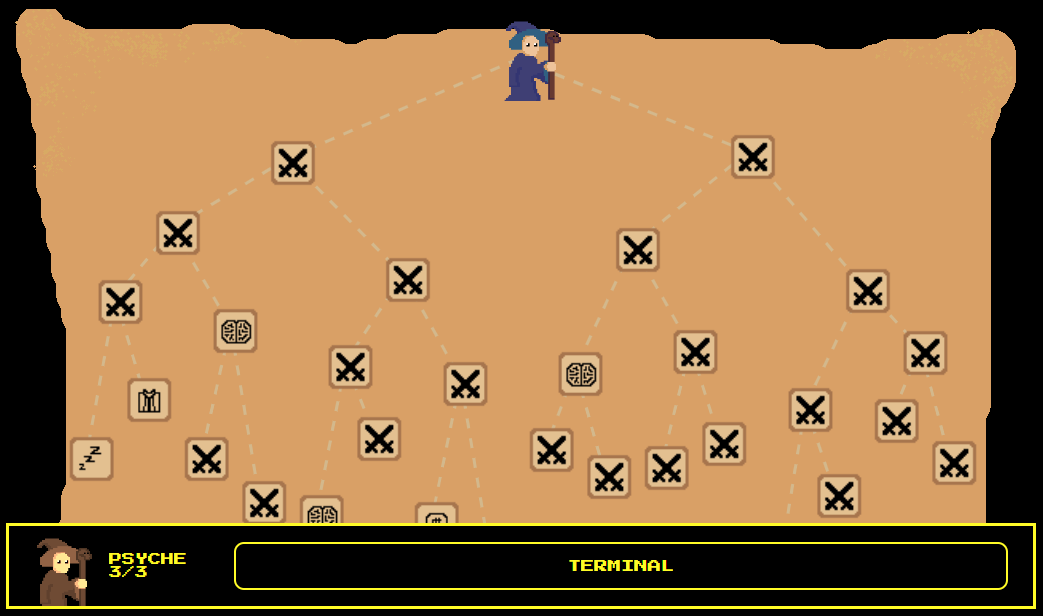 z z z
PSYCHE
3/3
TERMINAL